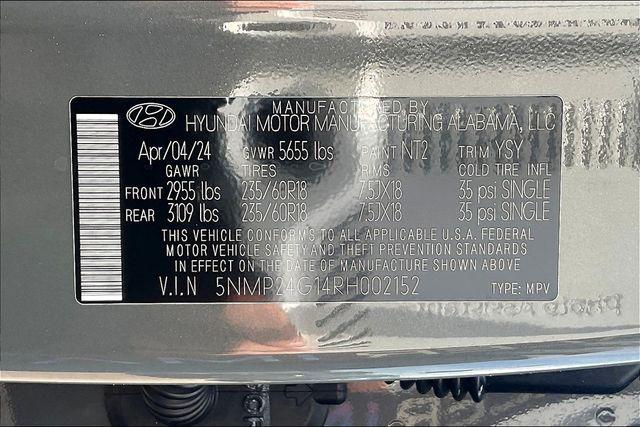 MANUFACTURED BY
HYUNDAI MOTOR MANUFACTURING ALABAMA, LLC
Apr/04/24 GVWR 5655 lbs PAINT NT2 TRIM YSY
GAWR TIRES RIMS COLD TIRE INFL
FRONT 2955 lbs 235/60R18 7.5JX18 35 psi SINGLE
REAR 3109 lbs 235/60R18 7.5JX18 35 psi SINGLE
THIS VEHICLE CONFORMS TO ALL APPLICABLE U.S.A. FEDERAL
MOTOR VEHICLE SAFETY AND THEFT PREVENTION STANDARDS
IN EFFECT ON THE DATE OF MANUFACTURE SHOWN ABOVE
V.I.N 5NMP24G14RH002152 TYPE: MPV